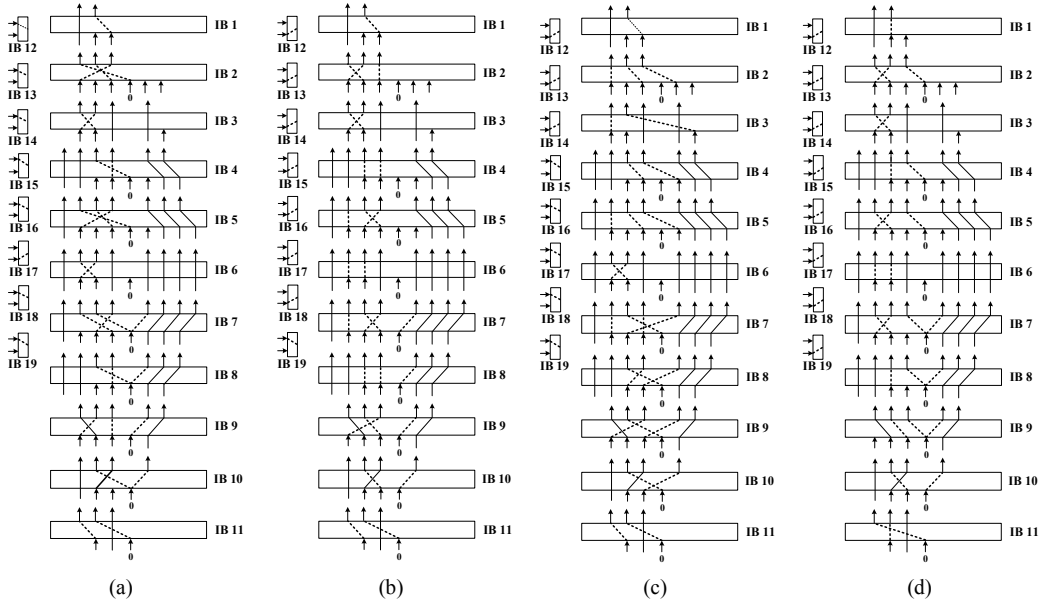 IB 1
IB 12
IB 2
IB 13
0
IB 3
IB 14
IB 4
IB 15
0
IB 5
IB 16
0
IB 6
IB 17
0
IB 18
IB 7
0
IB 19
IB 8
0
IB 9
0
IB 10
0
IB 11
0
(a)
IB 1
IB 12
IB 2
IB 13
0
IB 3
IB 14
IB 4
IB 15
0
IB 5
IB 16
0
IB 6
IB 17
0
IB 18
IB 7
0
IB 19
IB 8
0
IB 9
0
IB 10
0
IB 11
0
(b)
IB 1
IB 12
IB 2
IB 13
0
IB 3
IB 14
IB 4
IB 15
0
IB 5
IB 16
0
IB 6
IB 17
0
IB 18
IB 7
0
IB 19
IB 8
0
IB 9
0
IB 10
0
IB 11
0
(c)
IB 1
IB 12
IB 2
IB 13
0
IB 3
IB 14
IB 4
IB 15
0
IB 5
IB 16
0
IB 6
IB 17
0
IB 18
IB 7
0
IB 19
IB 8
0
IB 9
0
IB 10
0
IB 11
0
(d)